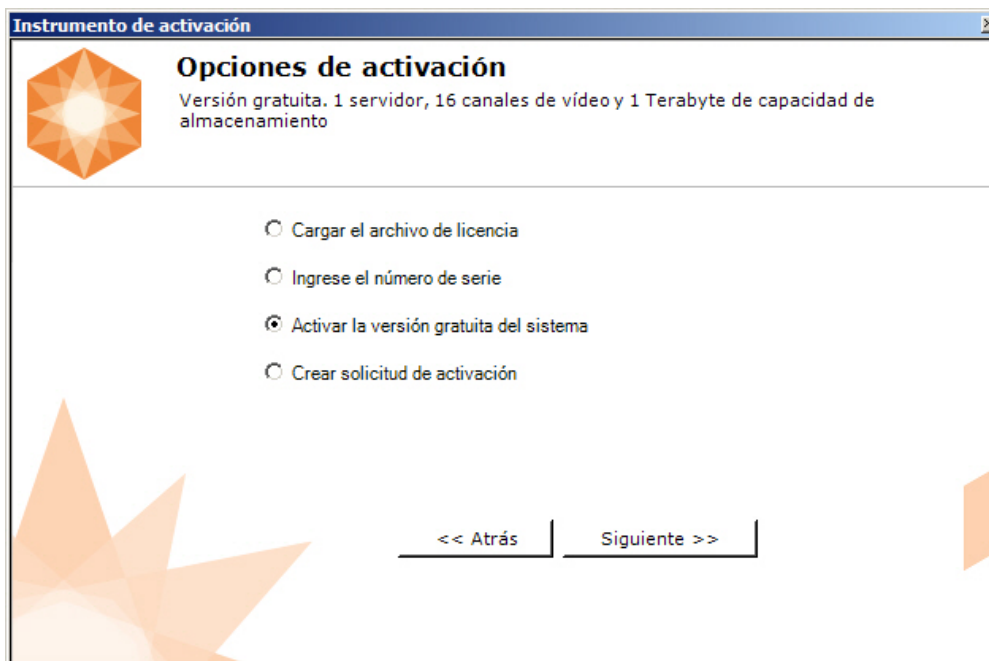 Instrumento de activación
Opciones de activación
Versión gratuita. 1 servidor, 16 canales de vídeo y 1 Terabyte de capacidad de
almacenamiento
Cargar el archivo de licencia
Ingrese el número de serie
Activar la versión gratuita del sistema
Crear solicitud de activación
<< Atrás
Siguiente >>